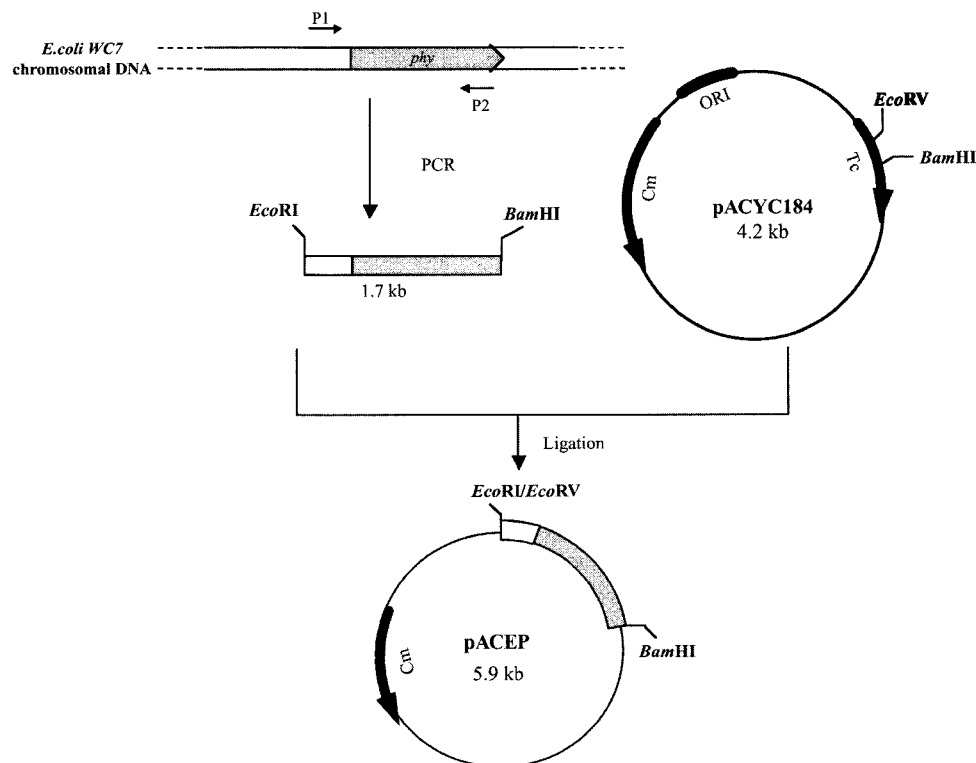 P1
E.coli WC7
chromosomal DNA
phy
P2
PCR
EcoRI
BamHI
1.7 kb
ORI
EcoRV
BamHI
Tc
Cm
pACYC184
4.2 kb
Ligation
EcoRI/EcoRV
pACEP
5.9 kb
Cm
BamHI